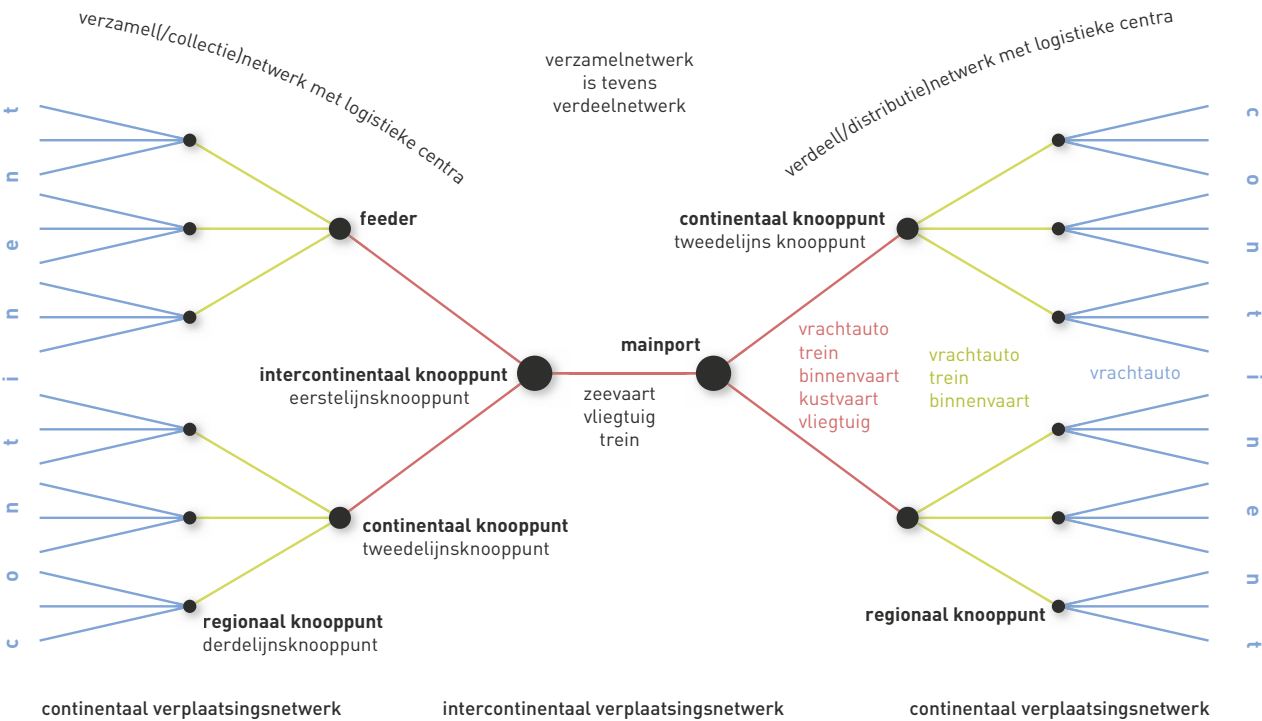 verzamel(/collectie)netwerk met logistieke centra
verzamelnetwerk
is tevens
verdeelnetwerk
verdeel(/distributie)netwerk met logistieke centra
continent
feeder
continentaal knooppunt
tweedelijns knooppunt
mainport
intercontinentaal knooppunt
eerstelijnsknooppunt
zeevaart
vliegtuig
trein
vrachtauto
trein
binnenvaart
kustvaart
vliegtuig
vrachtauto
trein
binnenvaart
vrachtauto
continent
continentaal knooppunt
tweedelijnsknooppunt
regionaal knooppunt
derdelijnsknooppunt
regionaal knooppunt
continentaal verplaatsingsnetwerk
intercontinentaal verplaatsingsnetwerk
continentaal verplaatsingsnetwerk